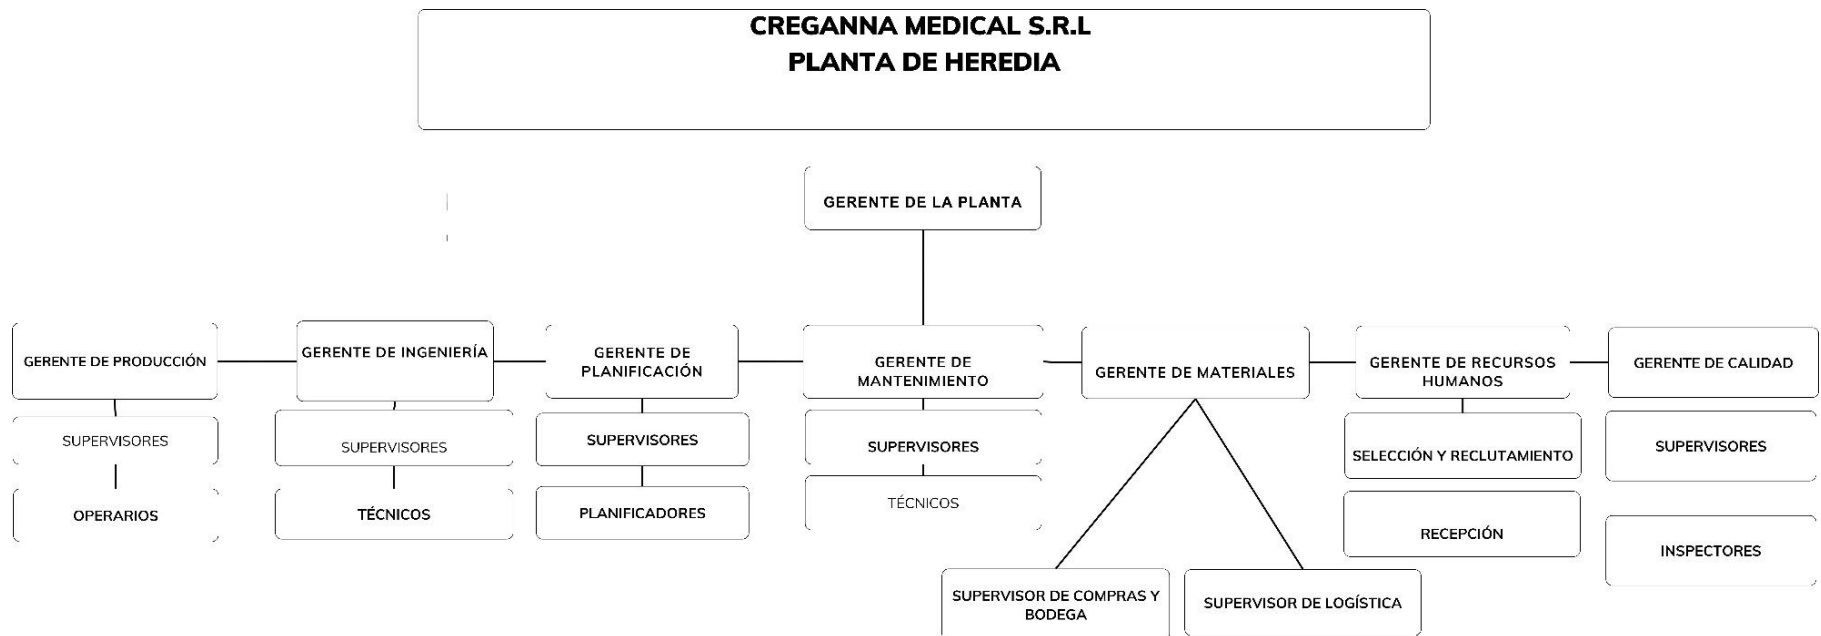 CREGANNA MEDICAL S.R.L
PLANTA DE HEREDIA
GERENTE DE LA PLANTA
GERENTE DE PRODUCCIÓN
GERENTE DE INGENIERÍA
GERENTE DE
PLANIFICACIÓN
GERENTE DE
MANTENIMIENTO
GERENTE DE MATERIALES
GERENTE DE RECURSOS
HUMANOS
GERENTE DE CALIDAD
SUPERVISORES
SUPERVISORES
SUPERVISORES
SUPERVISORES
SELECCIÓN Y RECLUTAMIENTO
SUPERVISORES
OPERARIOS
TÉCNICOS
PLANIFICADORES
TÉCNICOS
RECEPCIÓN
INSPECTORES
SUPERVISOR DE COMPRAS Y
BODEGA
SUPERVISOR DE LOGÍSTICA